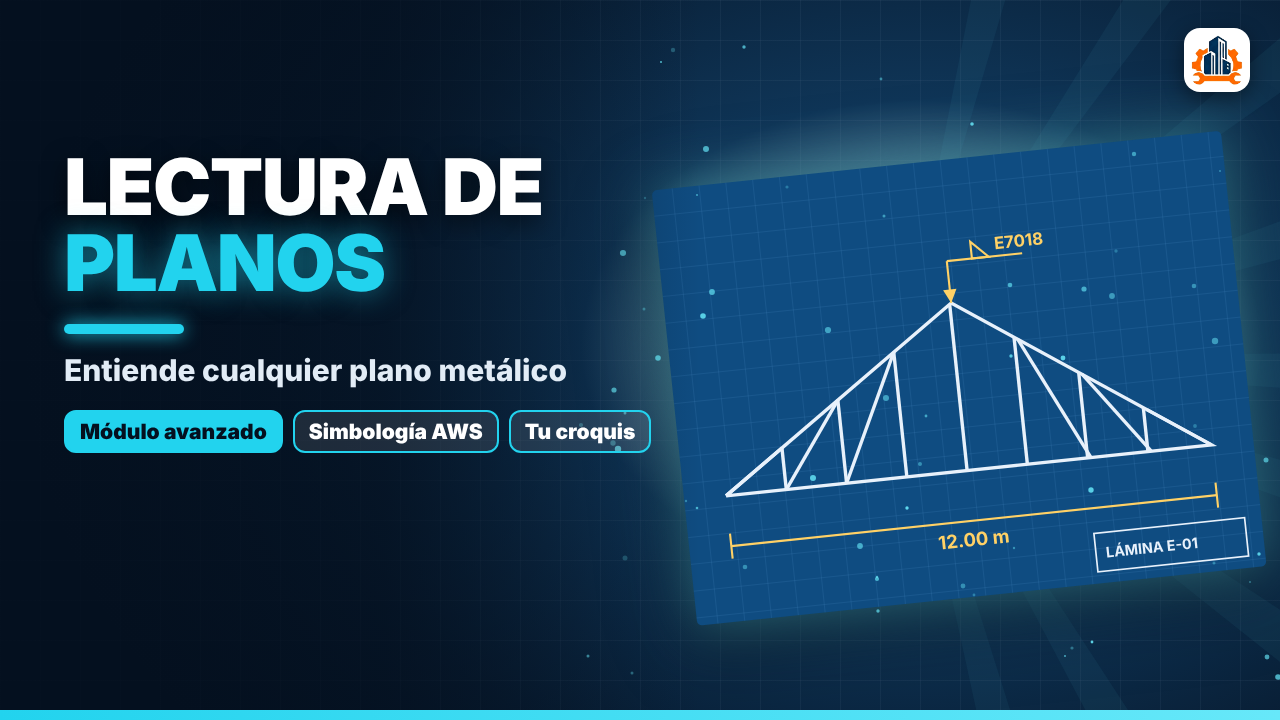 LECTURA DE
PLANOS
Entiende cualquier plano metálico
Módulo avanzado
Simbología AWS
Tu croquis
E7018
12.00 m
LÁMINA E-01